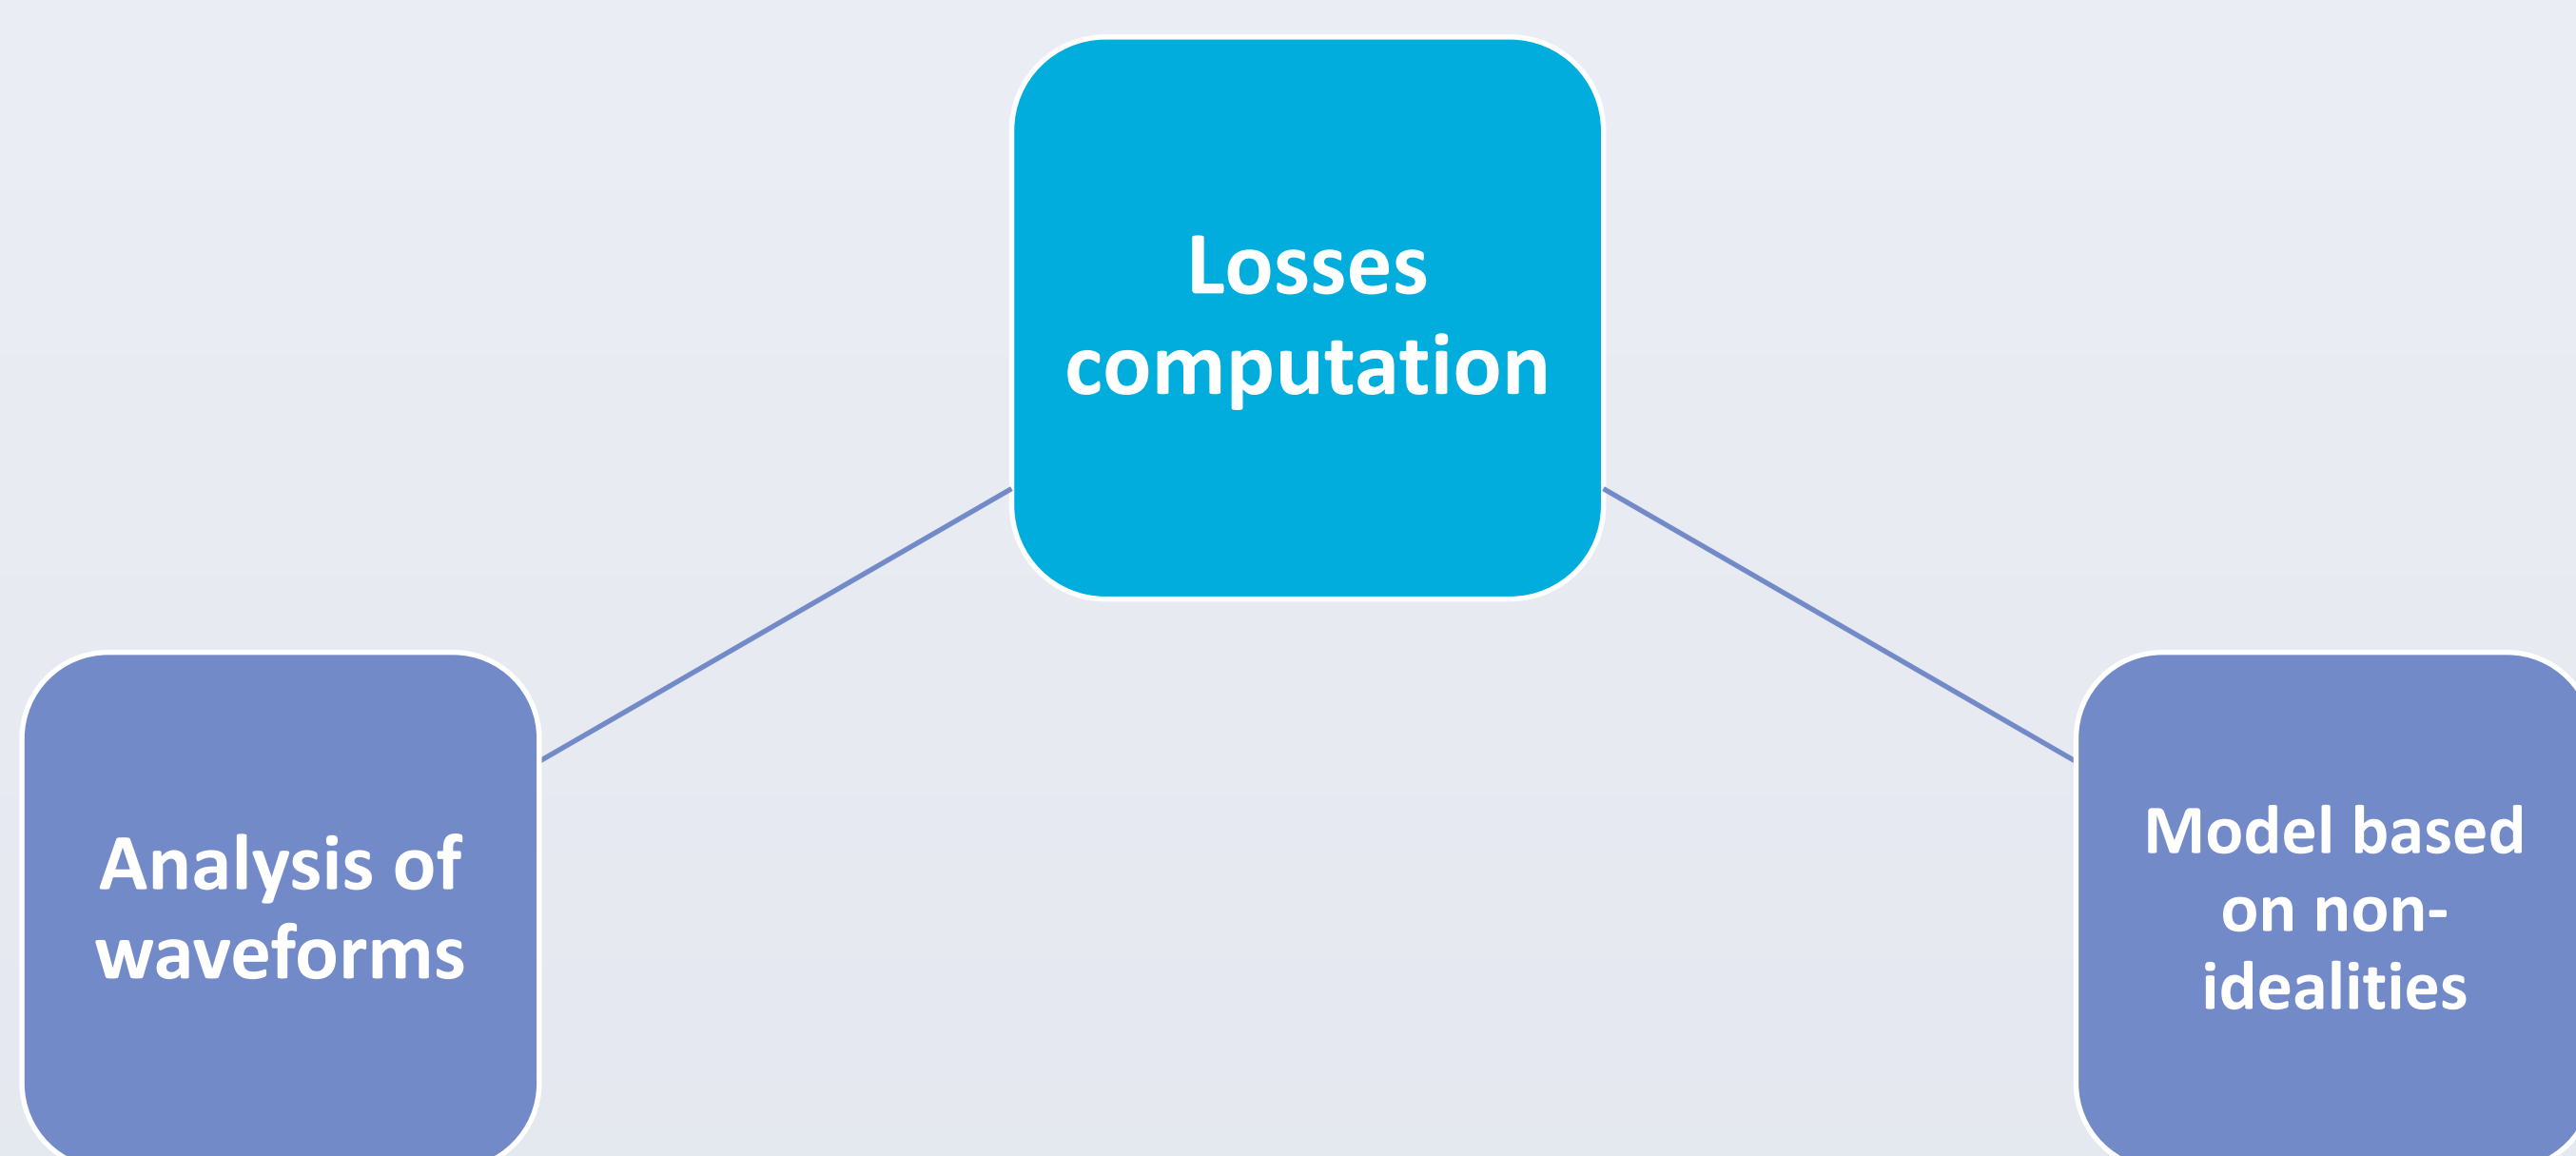 Losses
computation
Analysis of
waveforms
Model based
on non-
idealities